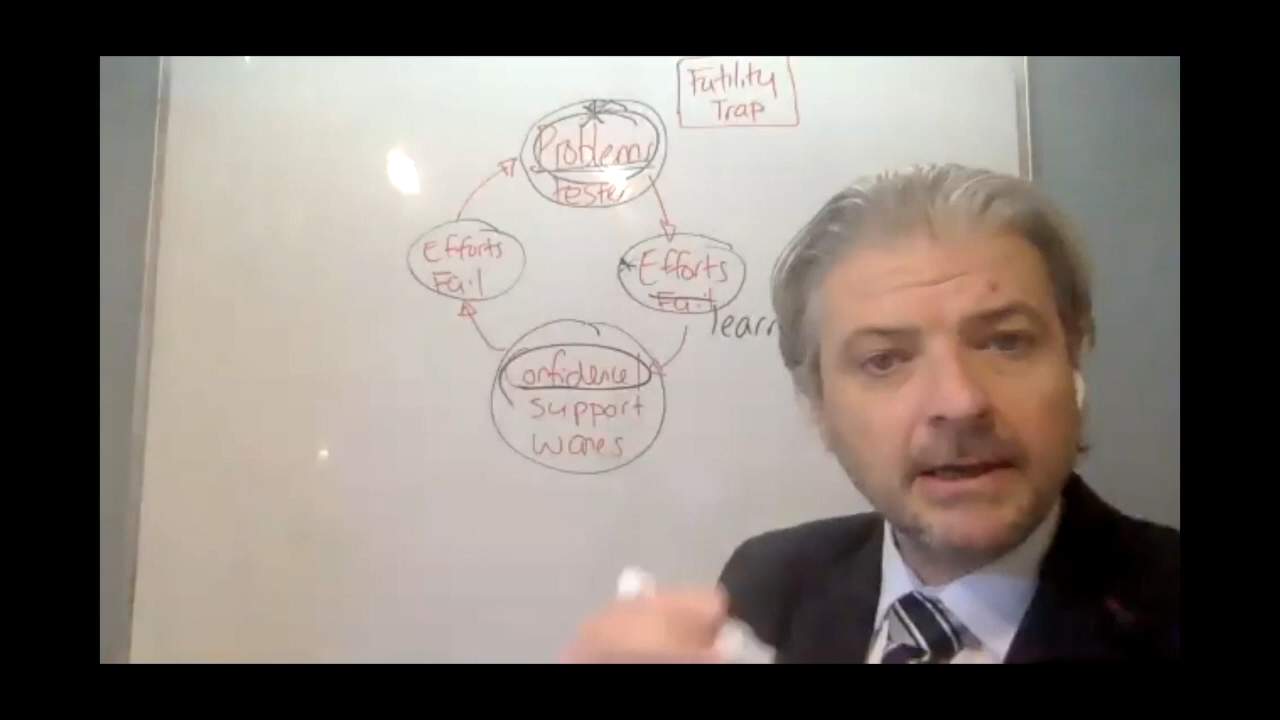 Futility
Trap
Problems
fester
Efforts
Fail
Efforts
Fail
learn
Confidence
support
wanes